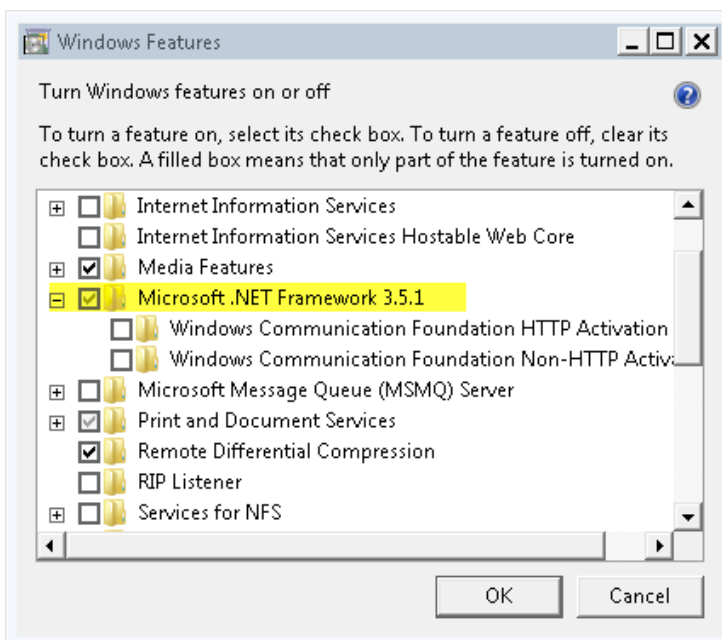 Windows Features
Turn Windows features on or off
To turn a feature on, select its check box. To turn a feature off, clear its
check box. A filled box means that only part of the feature is turned on.
Internet Information Services
Internet Information Services Hostable Web Core
Media Features
Microsoft .NET Framework 3.5.1
Windows Communication Foundation HTTP Activation
Windows Communication Foundation Non-HTTP Activ
Microsoft Message Queue (MSMQ) Server
Print and Document Services
Remote Differential Compression
RIP Listener
Services for NFS
OK Cancel